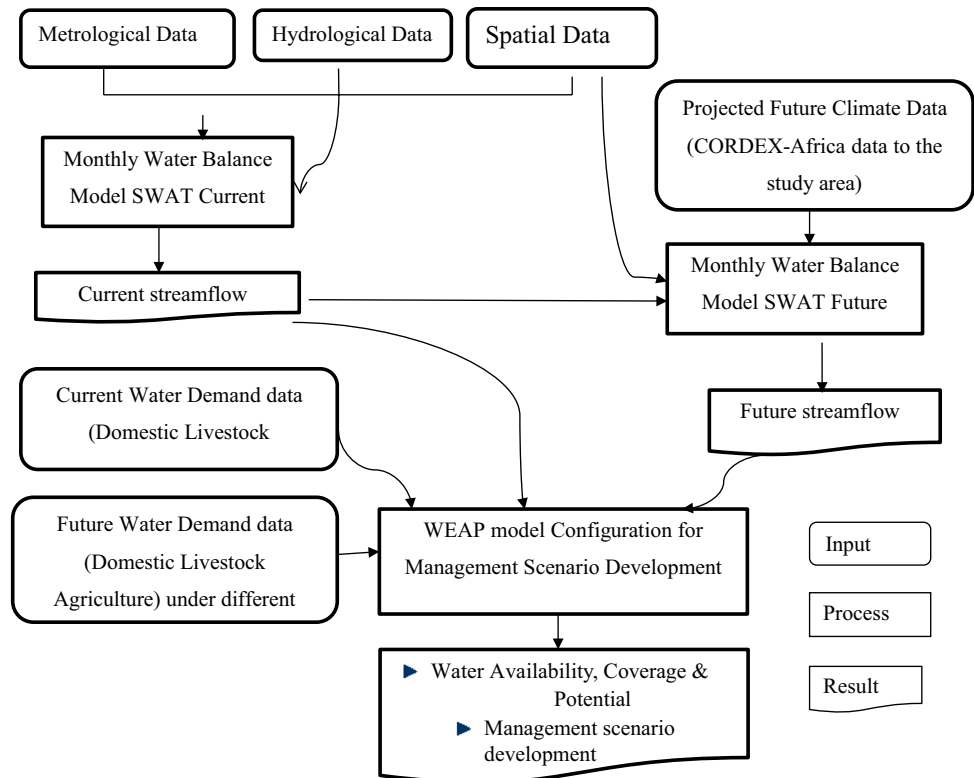 Metrological Data
Hydrological Data
Spatial Data
Projected Future Climate Data
(CORDEX-Africa data to the
study area)
Monthly Water Balance
Model SWAT Current
Monthly Water Balance
Model SWAT Future
Current streamflow
Current Water Demand data
(Domestic Livestock
Future streamflow
Future Water Demand data
(Domestic Livestock
Agriculture) under different
WEAP model Configuration for
Management Scenario Development
Input
Process
Result
Water Availability, Coverage &
Potential
Management scenario
development